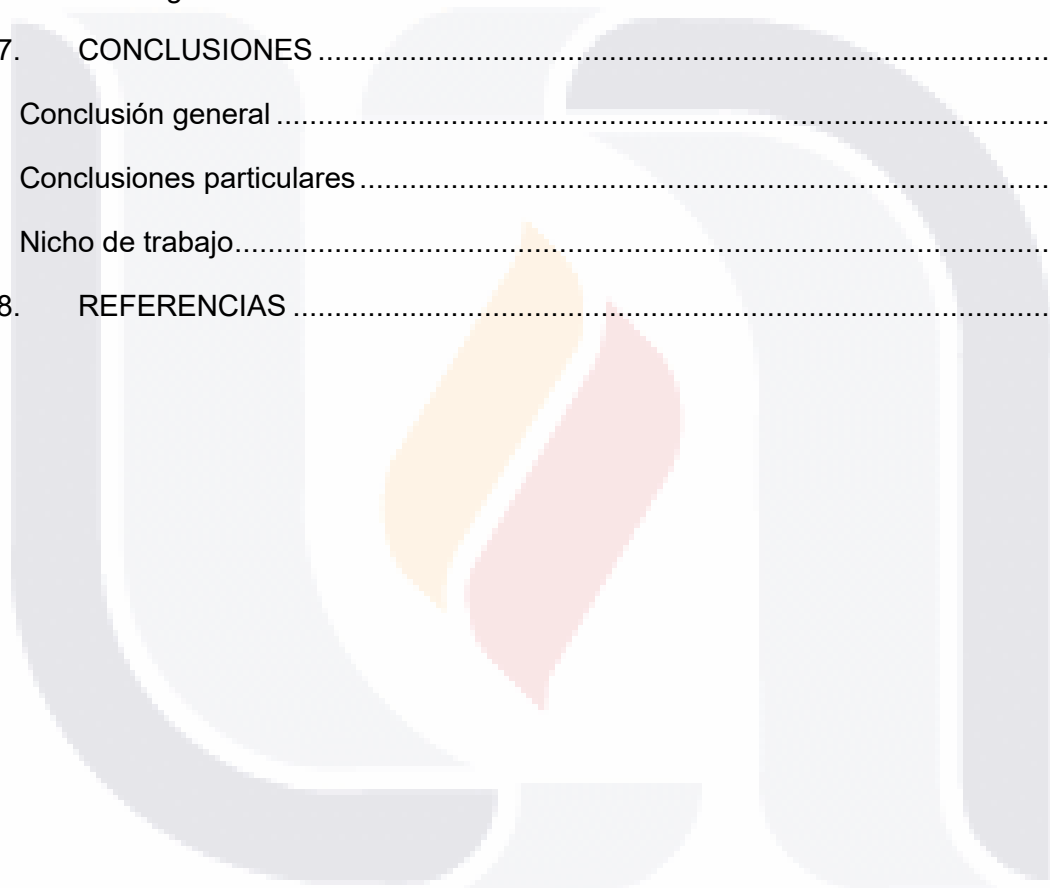 7. CONCLUSIONES ........................................................................................
Conclusión general ........................................................................................
Conclusiones particulares ........................................................................................
Nicho de trabajo ........................................................................................
8. REFERENCIAS ........................................................................................